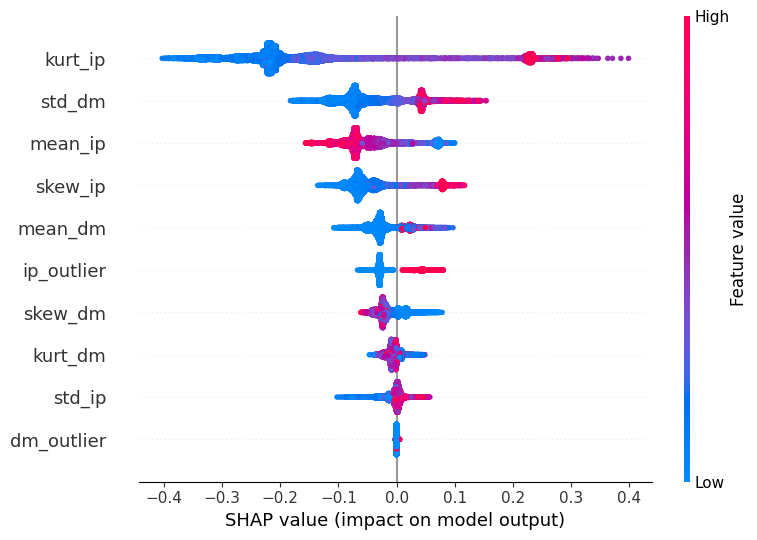 High
kurt_ip
std_dm
mean_ip
skew_ip
mean_dm
ip_outlier
skew_dm
kurt_dm
std_ip
dm_outlier
Feature value
Low
−0.4 −0.3 −0.2 −0.1 0.0 0.1 0.2 0.3 0.4
SHAP value (impact on model output)